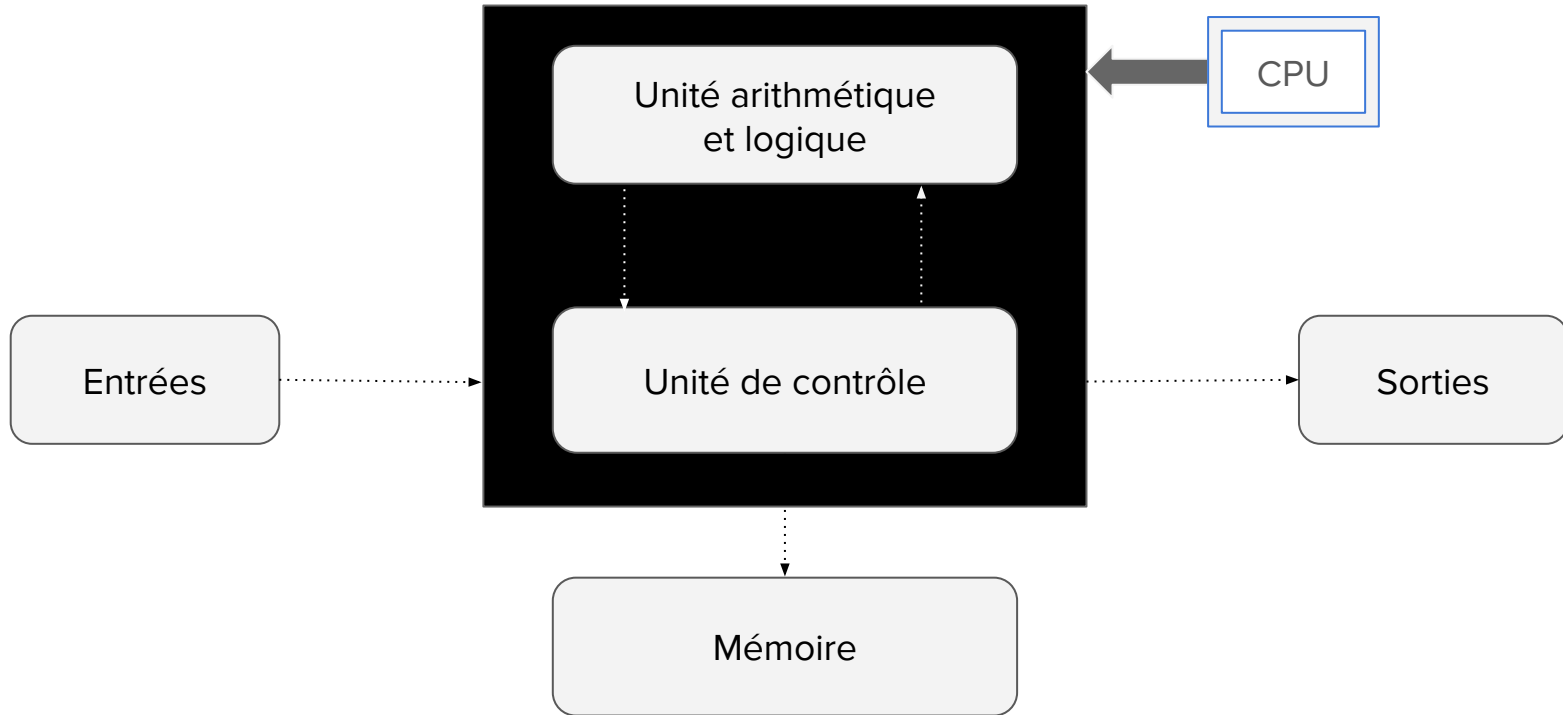 Unité arithmétique
et logique
CPU
Entrées
Unité de contrôle
Sorties
Mémoire